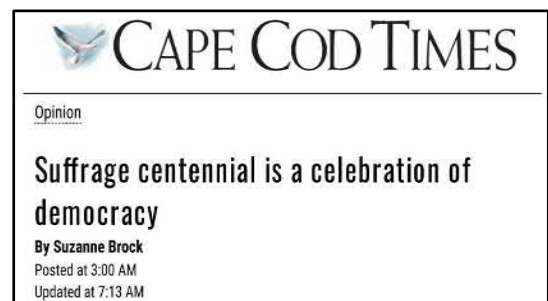 CAPE COD TIMES
Opinion
Suffrage centennial is a celebration of
democracy
By Suzanne Brock
Posted at 3:00 AM
Updated at 7:13 AM